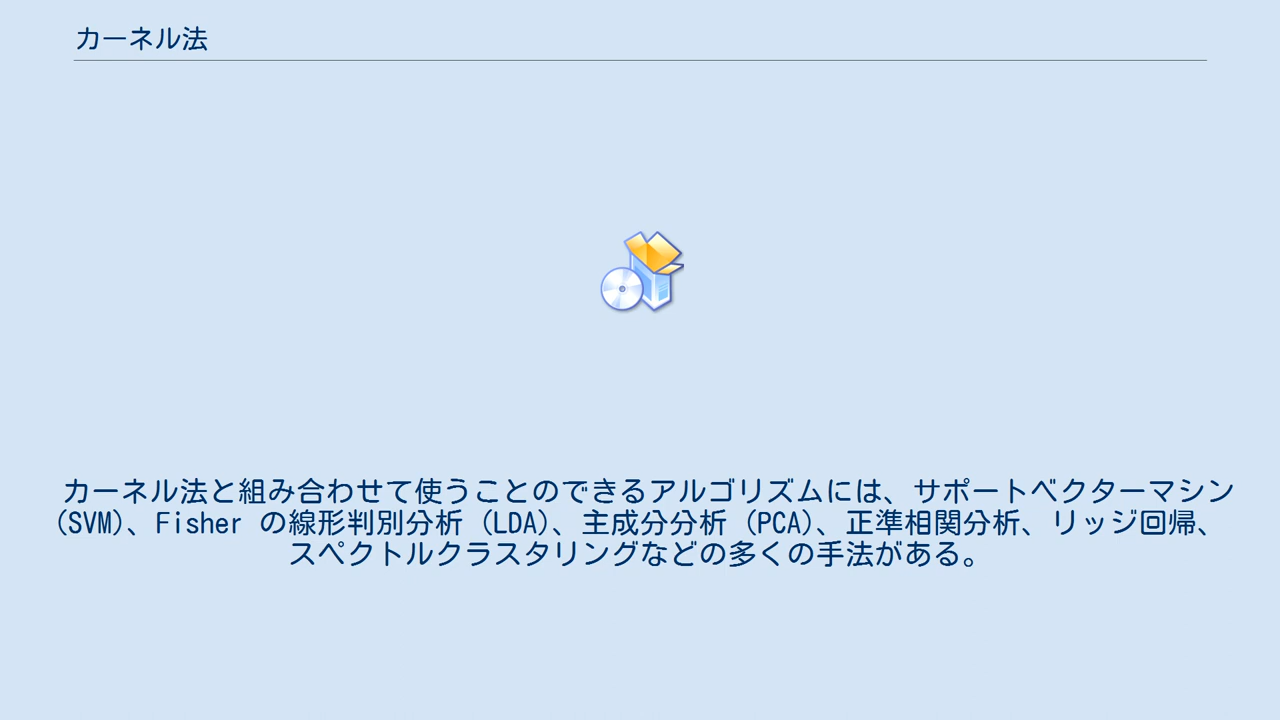 カーネル法
カーネル法と組み合わせて使うことのできるアルゴリズムには、サポートベクターマシン
(SVM)、Fisher の線形判別分析 (LDA)、主成分分析 (PCA)、正準相関分析、リッジ回帰、
スペクトルクラスタリングなどの多くの手法がある。